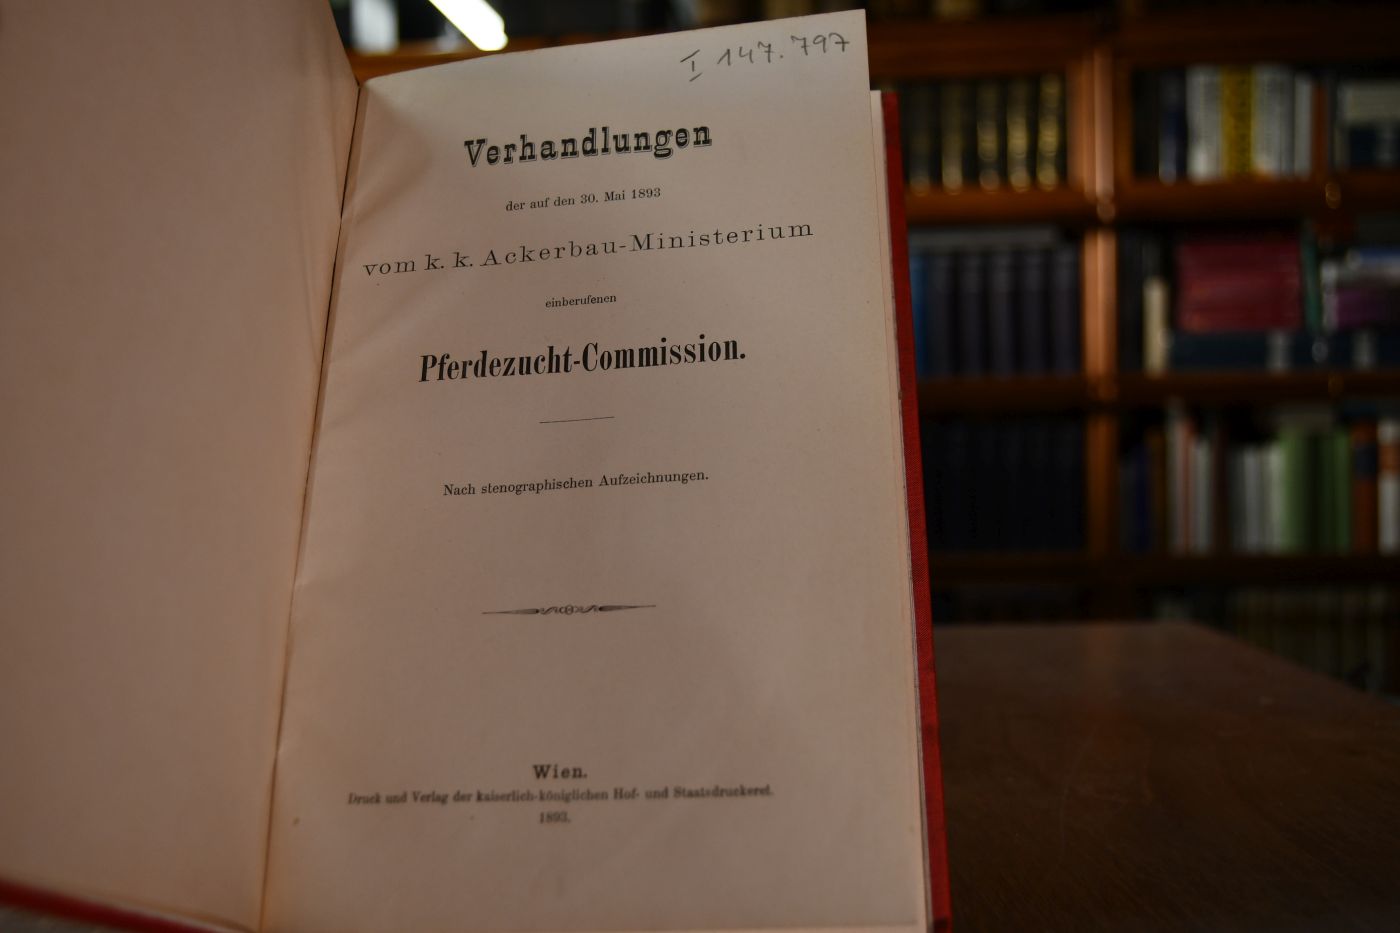 I 147.797
Verhandlungen
der auf den 30. Mai 1893
vom k. k. Ackerbau-Ministerium
einberufenen
Pferdezucht-Commission.
Nach stenographischen Aufzeichnungen.
Wien.
Druck und Verlag der kaiserlich-königlichen Hof- und Staatsdruckerei.
1893.